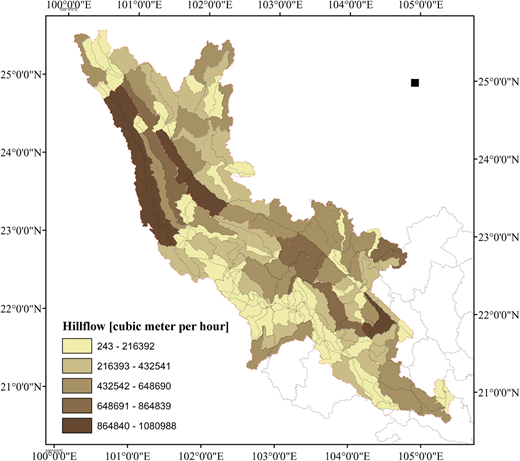 100°0'0"E 101°0'0"E 102°0'0"E 103°0'0"E 104°0'0"E 105°0'0"E
25°0'0"N 25°0'0"N
24°0'0"N 24°0'0"N
23°0'0"N 23°0'0"N
22°0'0"N 22°0'0"N
21°0'0"N 21°0'0"N
Hillflow [cubic meter per hour]
243 - 216392
216393 - 432541
432542 - 648690
648691 - 864839
864840 - 1080988
100°0'0"E 101°0'0"E 102°0'0"E 103°0'0"E 104°0'0"E 105°0'0"E